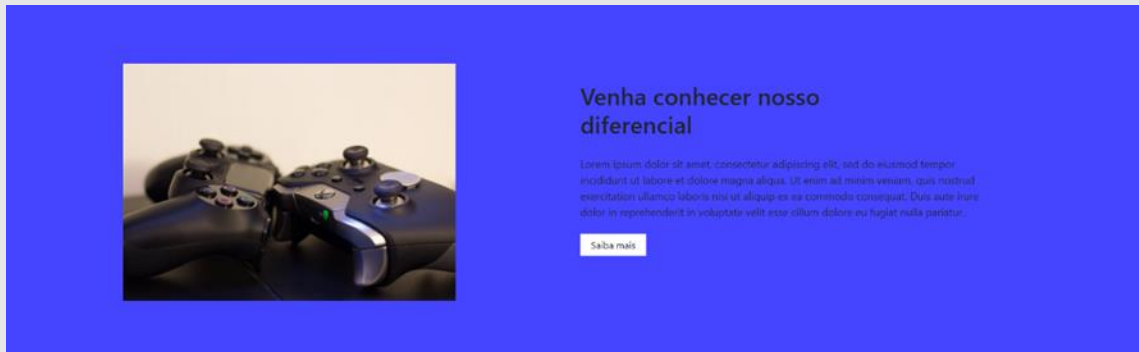 Venha conhecer nosso
diferencial
Lorem ipsum dolor sit amet, consectetur adipiscing elit, sed do eiusmod tempor
incididunt ut labore et dolore magna aliqua. Ut enim ad minim veniam, quis nostrud
exercitation ullamco laboris nisi ut aliquip ex ea commodo consequat. Duis aute irure
dolor in reprehenderit in voluptate velit esse cillum dolore eu fugiat nulla pariatur.
Saiba mais